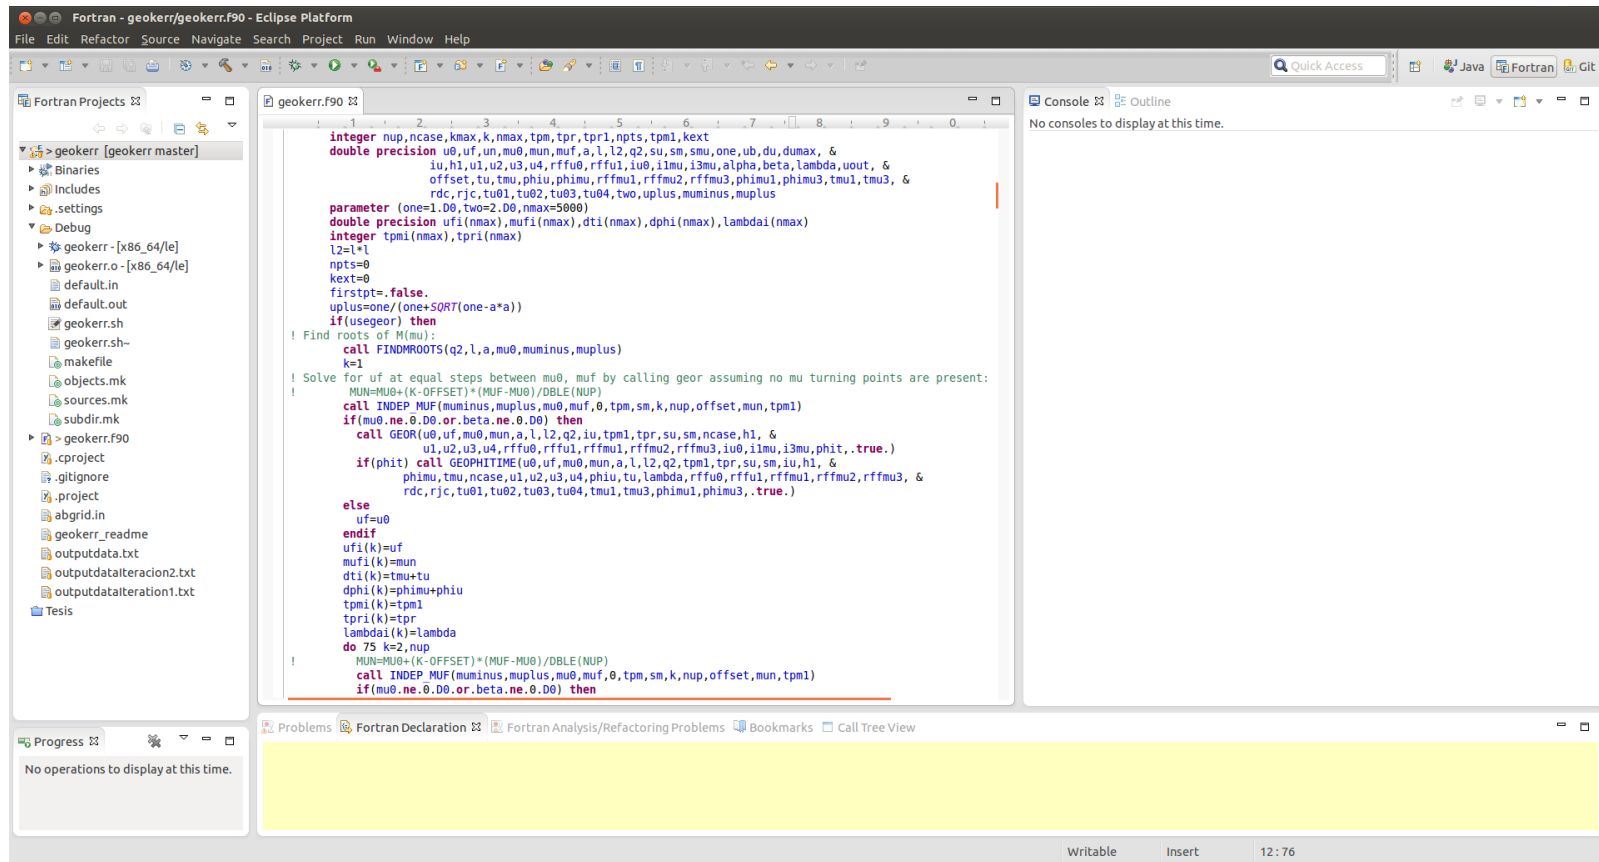 Fortran - geokerr/geokerr.f90 - Eclipse Platform
File Edit Refactor Source Navigate Search Project Run Window Help
Quick Access
Java
Fortran
Git
Fortran Projects
> geokerr [geokerr master]
Binaries
Includes
.settings
Debug
geokerr - [x86_64/le]
geokerr.o - [x86_64/le]
default.in
default.out
geokerr.sh
geokerr.sh~
makefile
objects.mk
sources.mk
subdir.mk
> geokerr.f90
.cproject
.gitignore
.project
abgrid.in
geokerr_readme
outputdata.txt
outputdataIteracion2.txt
outputdataIteration1.txt
Tesis
geokerr.f90
1 2 3 4 5 6 7 8 9 0
integer nup,ncase,kmax,k,nmax,tpm,tpr,tpr1,npts,tpm1,kext
double precision u0,uf,un,mu0,mun,muf,a,l,l2,q2,su,sm,smu,one,ub,du,dumax, &
iu,h1,u1,u2,u3,u4,rffu0,rffu1,iu0,i1mu,i3mu,alpha,beta,lambda,uout, &
offset,tu,tmu,phiu,phimu,rffmu1,rffmu2,rffmu3,phimu1,phimu3,tmu1,tmu3, &
rdc,rjc,tu01,tu02,tu03,tu04,two,uplus,muminus,muplus
parameter (one=1.D0,two=2.D0,nmax=5000)
double precision ufi(nmax),mufi(nmax),dti(nmax),dphi(nmax),lambdai(nmax)
integer tpmi(nmax),tpri(nmax)
l2=l*l
npts=0
kext=0
firstpt=.false.
uplus=one/(one+SQRT(one-a*a))
if(usegeor) then
! Find roots of M(mu):
call FINDMROOTS(q2,l,a,mu0,muminus,muplus)
k=1
! Solve for uf at equal steps between mu0, muf by calling geor assuming no mu turning points are present:
! MUN=MU0+(K-OFFSET)*(MUF-MU0)/DBLE(NUP)
call INDEP_MUF(muminus,muplus,mu0,muf,0,tpm,sm,k,nup,offset,mun,tpm1)
if(mu0.ne.0.D0.or.beta.ne.0.D0) then
call GEOR(u0,uf,mu0,mun,a,l,l2,q2,iu,tpm1,tpr,su,sm,ncase,h1, &
u1,u2,u3,u4,rffu0,rffu1,rffmu1,rffmu2,rffmu3,iu0,i1mu,i3mu,phit,.true.)
if(phit) call GEOPHITIME(u0,uf,mu0,mun,a,l,l2,q2,tpm1,tpr,su,sm,iu,h1, &
phimu,tmu,ncase,u1,u2,u3,u4,phiu,tu,lambda,rffu0,rffu1,rffmu1,rffmu2,rffmu3, &
rdc,rjc,tu01,tu02,tu03,tu04,tmu1,tmu3,phimu1,phimu3,.true.)
else
uf=u0
endif
ufi(k)=uf
mufi(k)=mun
dti(k)=tmu+tu
dphi(k)=phimu+phiu
tpmi(k)=tpm1
tpri(k)=tpr
lambdai(k)=lambda
do 75 k=2,nup
! MUN=MU0+(K-OFFSET)*(MUF-MU0)/DBLE(NUP)
call INDEP_MUF(muminus,muplus,mu0,muf,0,tpm,sm,k,nup,offset,mun,tpm1)
if(mu0.ne.0.D0.or.beta.ne.0.D0) then
Console
Outline
No consoles to display at this time.
Progress
No operations to display at this time.
Problems
Fortran Declaration
Fortran Analysis/Refactoring Problems
Bookmarks
Call Tree View
Writable
Insert
12 : 76